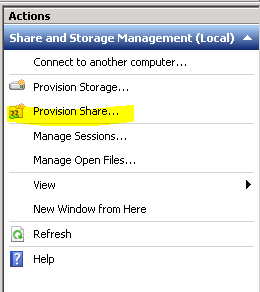 Actions
Share and Storage Management (Local)
Connect to another computer...
Provision Storage...
Provision Share...
Manage Sessions...
Manage Open Files...
View
New Window from Here
Refresh
Help